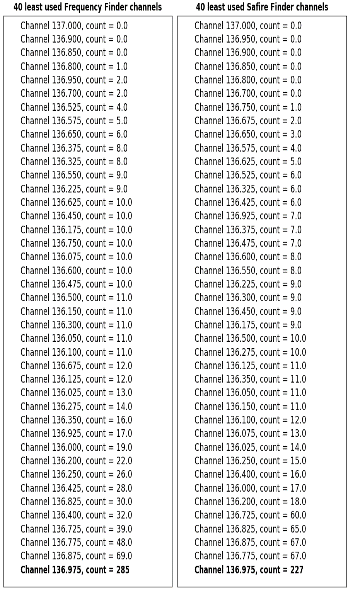 40 least used Frequency Finder channels
Channel 137.000, count = 0.0
Channel 136.900, count = 0.0
Channel 136.850, count = 0.0
Channel 136.800, count = 1.0
Channel 136.950, count = 2.0
Channel 136.700, count = 2.0
Channel 136.525, count = 4.0
Channel 136.575, count = 5.0
Channel 136.650, count = 6.0
Channel 136.375, count = 8.0
Channel 136.325, count = 8.0
Channel 136.550, count = 9.0
Channel 136.225, count = 9.0
Channel 136.625, count = 10.0
Channel 136.450, count = 10.0
Channel 136.175, count = 10.0
Channel 136.750, count = 10.0
Channel 136.075, count = 10.0
Channel 136.600, count = 10.0
Channel 136.475, count = 10.0
Channel 136.500, count = 11.0
Channel 136.150, count = 11.0
Channel 136.300, count = 11.0
Channel 136.050, count = 11.0
Channel 136.100, count = 11.0
Channel 136.675, count = 12.0
Channel 136.125, count = 12.0
Channel 136.025, count = 13.0
Channel 136.275, count = 14.0
Channel 136.350, count = 16.0
Channel 136.925, count = 17.0
Channel 136.000, count = 19.0
Channel 136.200, count = 22.0
Channel 136.250, count = 26.0
Channel 136.425, count = 28.0
Channel 136.825, count = 30.0
Channel 136.400, count = 32.0
Channel 136.725, count = 39.0
Channel 136.775, count = 48.0
Channel 136.875, count = 69.0
Channel 136.975, count = 285
40 least used Safire Finder channels
Channel 137.000, count = 0.0
Channel 136.950, count = 0.0
Channel 136.900, count = 0.0
Channel 136.850, count = 0.0
Channel 136.800, count = 0.0
Channel 136.700, count = 0.0
Channel 136.750, count = 1.0
Channel 136.675, count = 2.0
Channel 136.650, count = 3.0
Channel 136.575, count = 4.0
Channel 136.625, count = 5.0
Channel 136.525, count = 6.0
Channel 136.325, count = 6.0
Channel 136.425, count = 6.0
Channel 136.925, count = 7.0
Channel 136.375, count = 7.0
Channel 136.475, count = 7.0
Channel 136.600, count = 8.0
Channel 136.550, count = 8.0
Channel 136.225, count = 9.0
Channel 136.300, count = 9.0
Channel 136.450, count = 9.0
Channel 136.175, count = 9.0
Channel 136.500, count = 10.0
Channel 136.275, count = 10.0
Channel 136.125, count = 11.0
Channel 136.350, count = 11.0
Channel 136.050, count = 11.0
Channel 136.150, count = 11.0
Channel 136.100, count = 12.0
Channel 136.075, count = 13.0
Channel 136.025, count = 14.0
Channel 136.250, count = 15.0
Channel 136.400, count = 16.0
Channel 136.000, count = 17.0
Channel 136.200, count = 18.0
Channel 136.725, count = 60.0
Channel 136.825, count = 65.0
Channel 136.875, count = 67.0
Channel 136.775, count = 67.0
Channel 136.975, count = 227